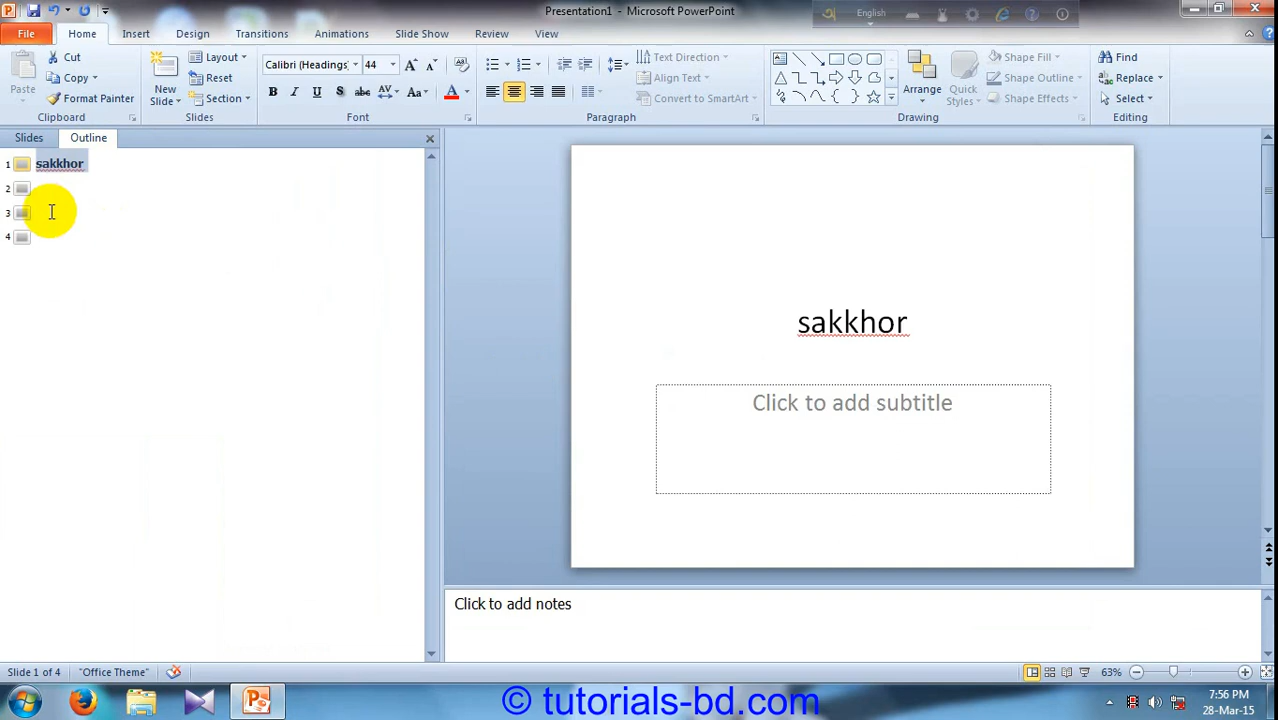 Presentation1 - Microsoft PowerPoint
English
File Home Insert Design Transitions Animations Slide Show Review View
Paste
Cut
Copy
Format Painter
Clipboard
New Slide
Layout
Reset
Section
Slides
Calibri (Headings) 44
B I U S abc AV Aa A
Font
Text Direction
Align Text
Convert to SmartArt
Paragraph
Arrange
Quick Styles
Shape Fill
Shape Outline
Shape Effects
Drawing
Find
Replace
Select
Editing
Slides Outline
1 sakkhor
2
3
4
sakkhor
Click to add subtitle
Click to add notes
Slide 1 of 4 "Office Theme" 63%
© tutorials-bd.com
7:56 PM
28-Mar-15